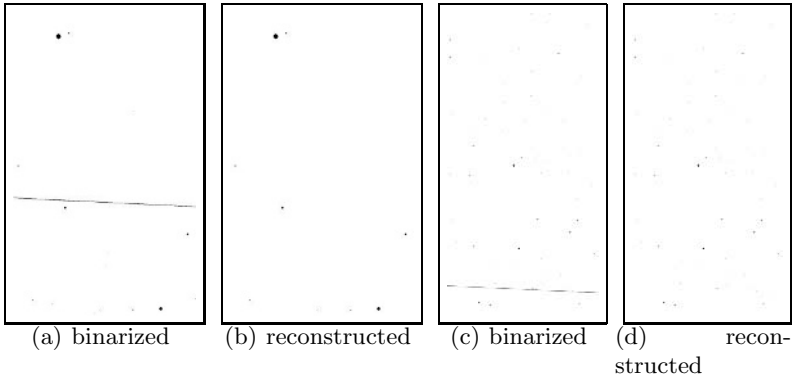 (a) binarized (b) reconstructed (c) binarized (d) recon-
structed